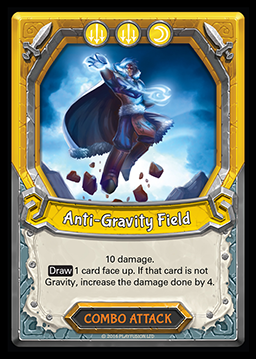 Anti-Gravity Field
10 damage.
Draw 1 card face up. If that card is not
Gravity, increase the damage done by 4.
COMBO ATTACK
© 2016 PLAYFUSION LTD.